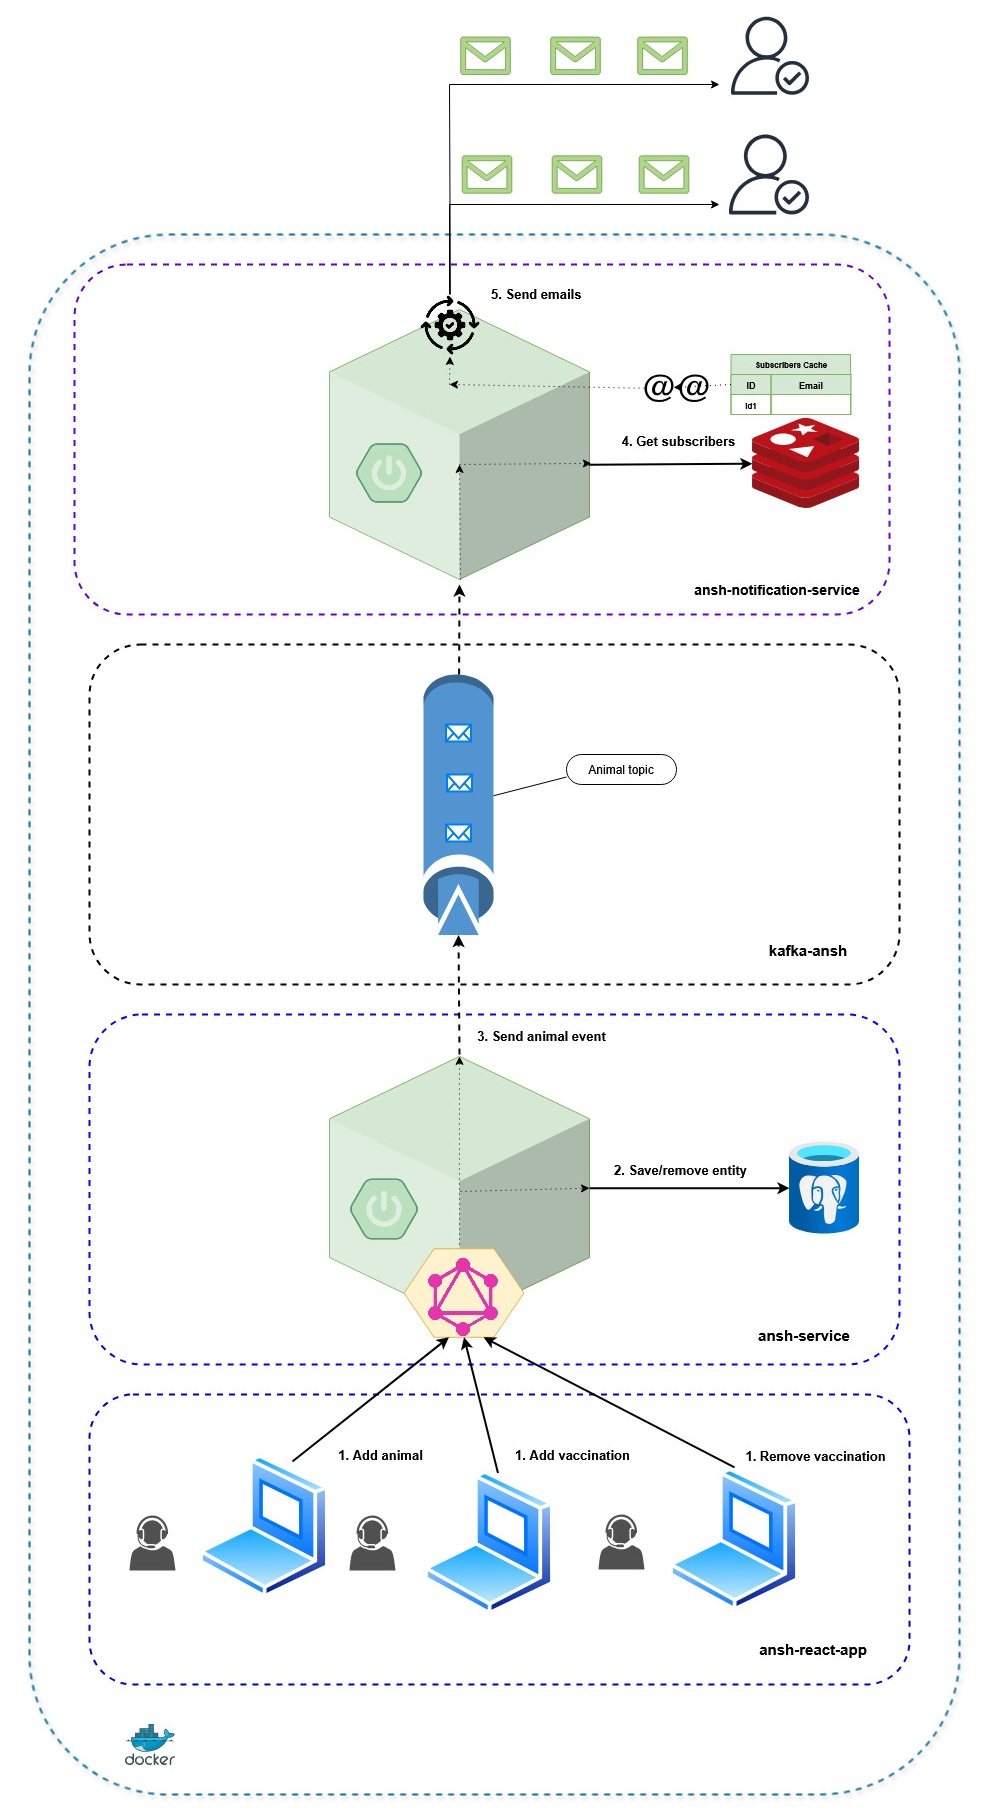 5. Send emails
Subscribers Cache
ID Email
Id1
@ @
4. Get subscribers
ansh-notification-service
Animal topic
kafka-ansh
3. Send animal event
2. Save/remove entity
ansh-service
1. Add animal
1. Add vaccination
1. Remove vaccination
ansh-react-app
docker